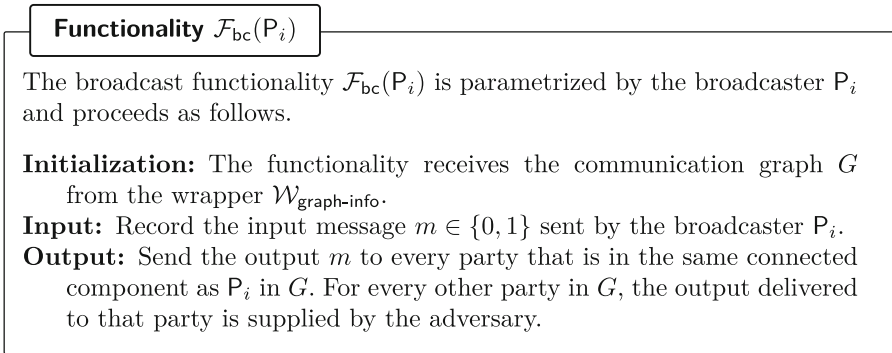 Functionality 𝓕bc(Pᵢ)
The broadcast functionality 𝓕bc(Pᵢ) is parametrized by the broadcaster Pᵢ
and proceeds as follows.
Initialization: The functionality receives the communication graph G
from the wrapper 𝓦graph-info.
Input: Record the input message m ∈ {0, 1} sent by the broadcaster Pᵢ.
Output: Send the output m to every party that is in the same connected
component as Pᵢ in G. For every other party in G, the output delivered
to that party is supplied by the adversary.